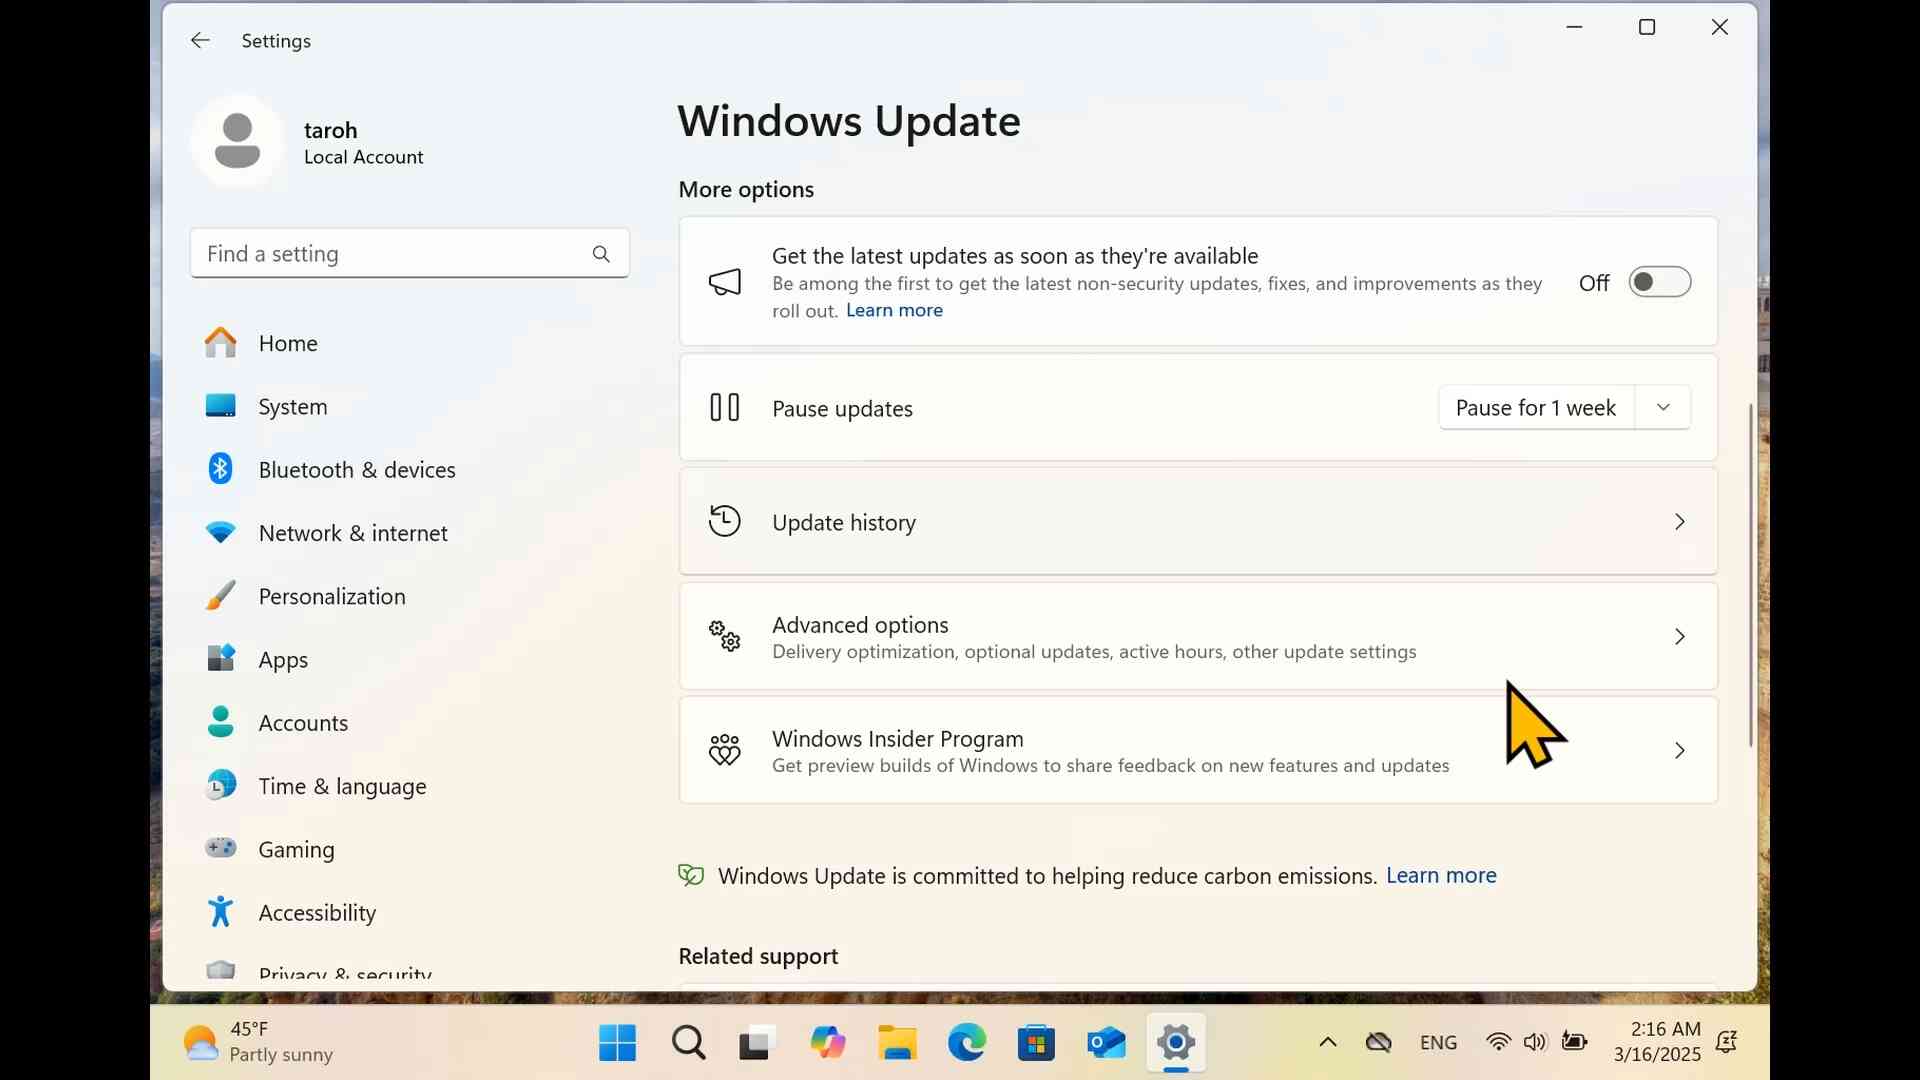 Settings
taroh
Local Account
Find a setting
Home
System
Bluetooth & devices
Network & internet
Personalization
Apps
Accounts
Time & language
Gaming
Accessibility
Privacy & security
Windows Update
More options
Get the latest updates as soon as they're available
Be among the first to get the latest non-security updates, fixes, and improvements as they
roll out. Learn more
Off
Pause updates
Pause for 1 week
Update history
Advanced options
Delivery optimization, optional updates, active hours, other update settings
Windows Insider Program
Get preview builds of Windows to share feedback on new features and updates
Windows Update is committed to helping reduce carbon emissions. Learn more
Related support
45°F
Partly sunny
ENG
2:16 AM
3/16/2025